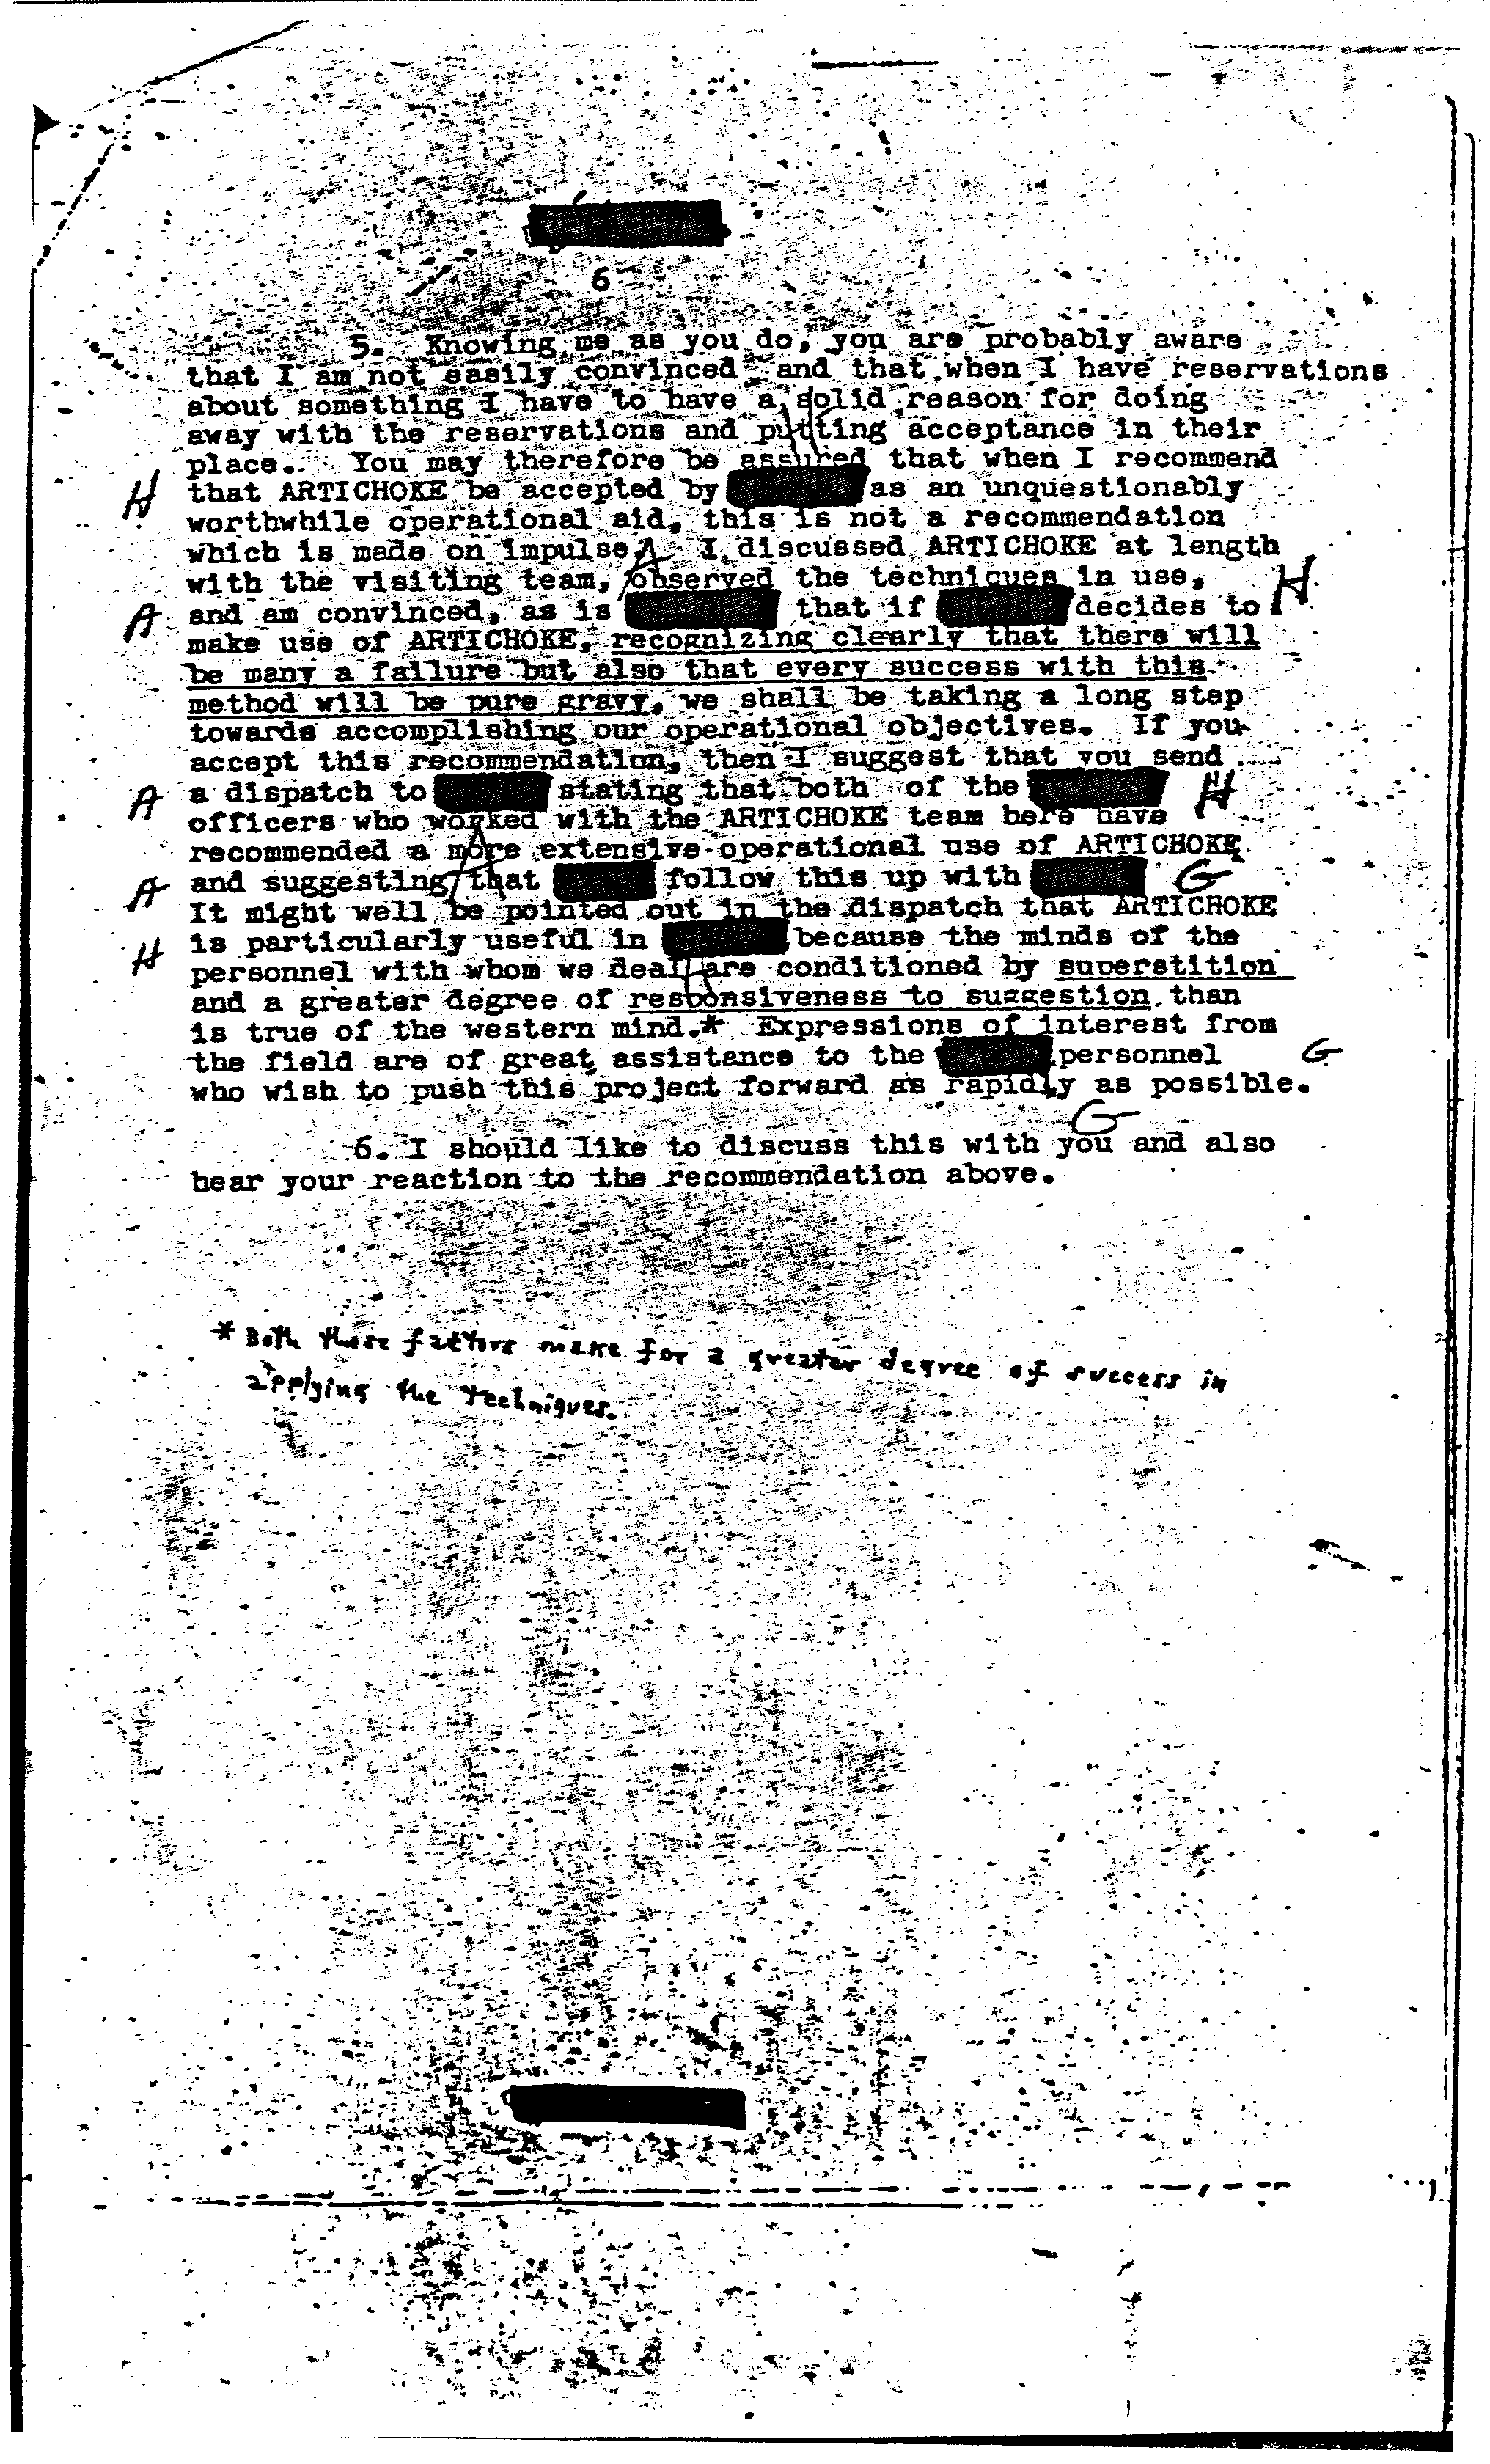 6
5. Knowing me as you do, you are probably aware
that I am not easily convinced and that when I have reservations
about something I have to have a solid reason for doing
away with the reservations and putting acceptance in their
place. You may therefore be assured that when I recommend
H that ARTICHOKE be accepted by as an unquestionably
worthwhile operational aid, this is not a recommendation
which is made on impulse. I discussed ARTICHOKE at length
with the visiting team, observed the techniques in use, H
A and am convinced, as is that if decides to
make use of ARTICHOKE, recognizing clearly that there will
be many a failure but also that every success with this
method will be pure gravy, we shall be taking a long step
towards accomplishing our operational objectives. If you
accept this recommendation, then I suggest that you send
A a dispatch to stating that both of the H
officers who worked with the ARTICHOKE team here have
recommended a more extensive operational use of ARTICHOKE
A and suggesting that follow this up with G
It might well be pointed out in the dispatch that ARTICHOKE
H is particularly useful in because the minds of the
personnel with whom we deal are conditioned by superstition
and a greater degree of responsiveness to suggestion than
is true of the western mind.* Expressions of interest from
the field are of great assistance to the personnel G
who wish to push this project forward as rapidly as possible.
G
6. I should like to discuss this with you and also
hear your reaction to the recommendation above.
* Both these factors make for a greater degree of success in
applying the techniques.